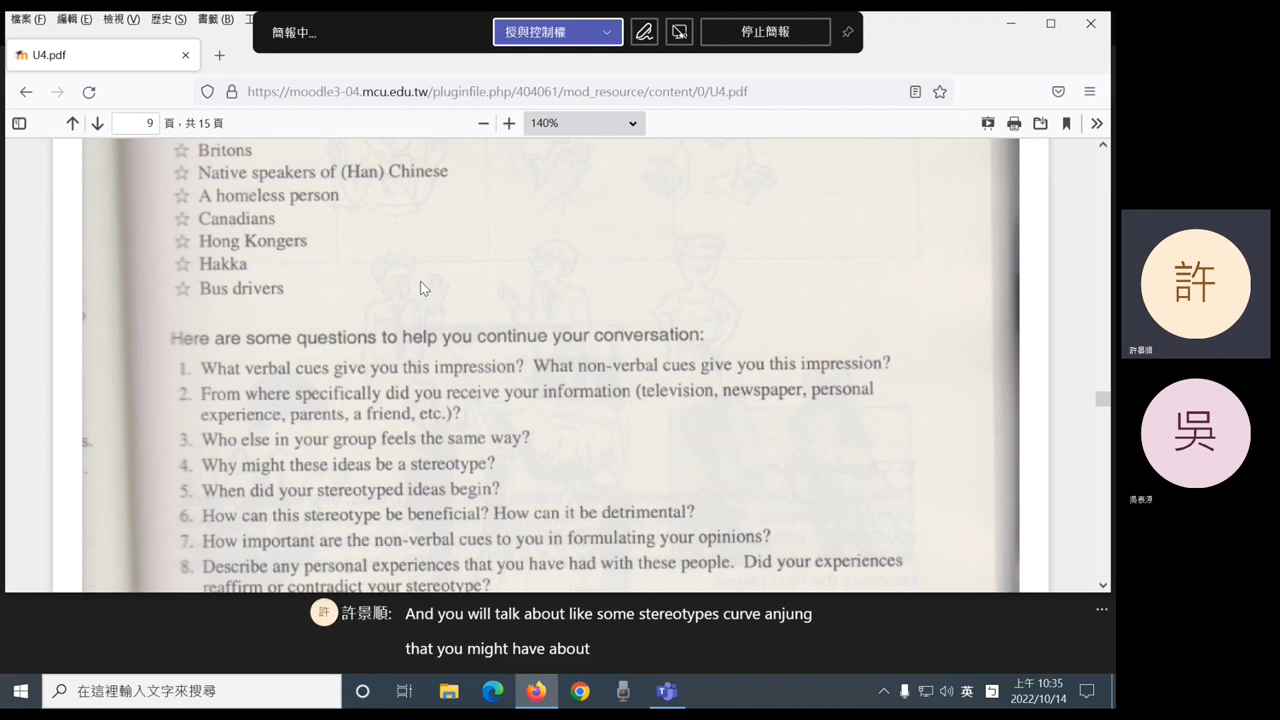 檔案(F) 編輯(E) 檢視(V) 歷史(S) 書籤(B)
簡報中...
授與控制權
停止簡報
U4.pdf
https://moodle3-04.mcu.edu.tw/pluginfile.php/404061/mod_resource/content/0/U4.pdf
9 頁，共 15 頁
140%
☆ Britons
☆ Native speakers of (Han) Chinese
☆ A homeless person
☆ Canadians
☆ Hong Kongers
☆ Hakka
☆ Bus drivers
Here are some questions to help you continue your conversation:
1. What verbal cues give you this impression? What non-verbal cues give you this impression?
2. From where specifically did you receive your information (television, newspaper, personal
experience, parents, a friend, etc.)?
3. Who else in your group feels the same way?
4. Why might these ideas be a stereotype?
5. When did your stereotyped ideas begin?
6. How can this stereotype be beneficial? How can it be detrimental?
7. How important are the non-verbal cues to you in formulating your opinions?
8. Describe any personal experiences that you have had with these people. Did your experiences
reaffirm or contradict your stereotype?
許
許景順
吳
許 許景順: And you will talk about like some stereotypes curve anjung
that you might have about
在這裡輸入文字來搜尋
英
上午 10:35
2022/10/14